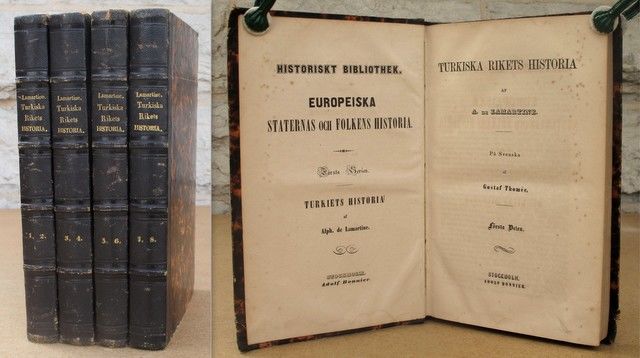 Lamartine,
Turkiska
Rikets
HISTORIA.
1, 2.
Lamartine,
Turkiska
Rikets
HISTORIA.
3, 4.
Lamartine,
Turkiska
Rikets
HISTORIA.
5, 6.
Lamartine,
Turkiska
Rikets
HISTORIA.
7, 8.
HISTORISKT BIBLIOTHEK.
EUROPEISKA
STATERNAS OCH FOLKENS HISTORIA.
Första Serien.
TURKIETS HISTORIA
af
Alph. de Lamartine.
STOCKHOLM.
Adolf Bonnier.
TURKISKA RIKETS HISTORIA
AF
A. DE LAMARTINE.
På Svenska
af
Gustaf Thomée.
Första Delen.
STOCKHOLM,
ADOLF BONNIER.